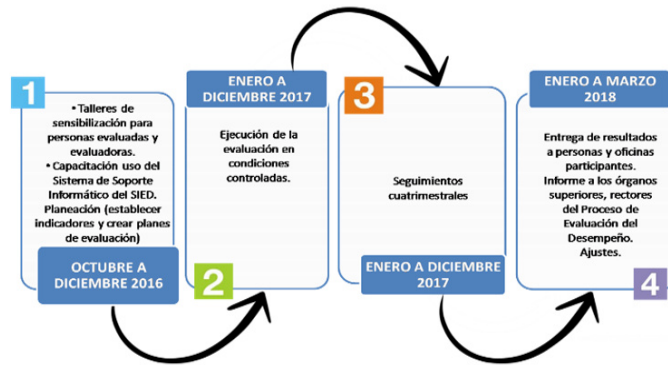 1
• Talleres de
sensibilización para
personas evaluadas y
evaluadoras.
• Capacitación uso del
Sistema de Soporte
Informático del SIED.
Planeación (establecer
indicadores y crear planes
de evaluación)
OCTUBRE A
DICIEMBRE 2016
ENERO A
DICIEMBRE 2017
Ejecución de la
evaluación en
condiciones
controladas.
2
3
Seguimientos
cuatrimestrales
ENERO A DICIEMBRE
2017
ENERO A MARZO
2018
Entrega de resultados
a personas y oficinas
participantes.
Informe a los órganos
superiores, rectores
del Proceso de
Evaluación del
Desempeño.
Ajustes.
4